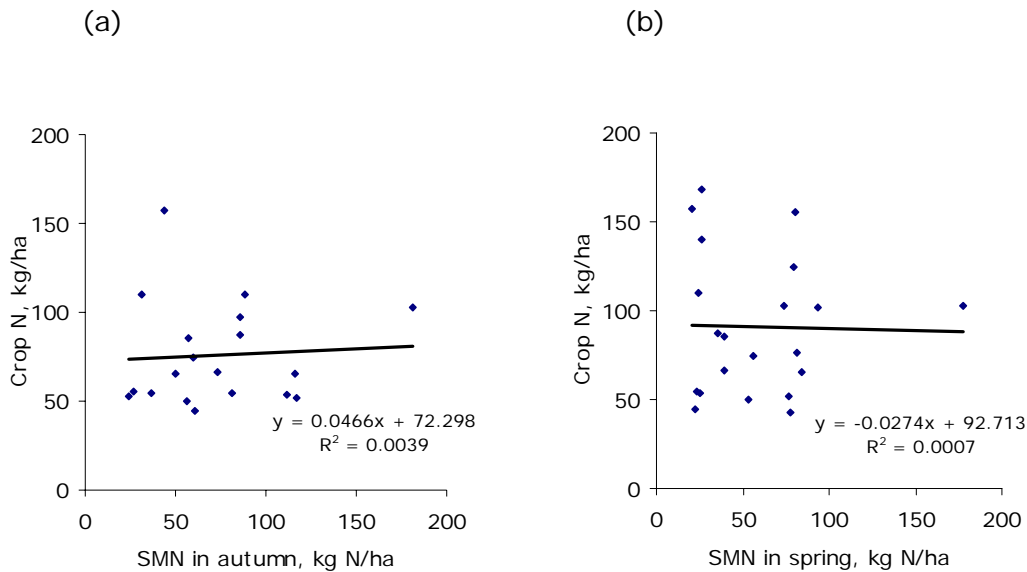 (a)
Crop N, kg/ha
200
150
100
50
0
y = 0.0466x + 72.298
R² = 0.0039
0 50 100 150 200
SMN in autumn, kg N/ha
(b)
Crop N, kg/ha
200
150
100
50
0
y = -0.0274x + 92.713
R² = 0.0007
0 50 100 150 200
SMN in spring, kg N/ha